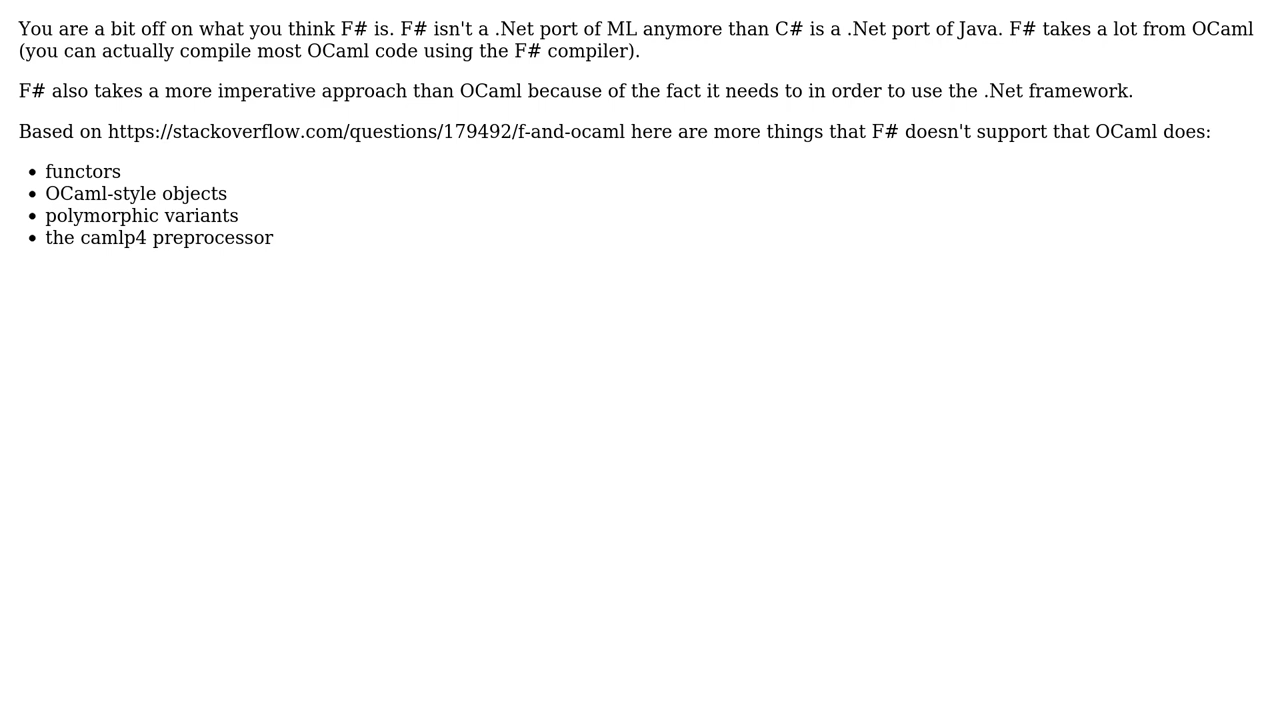 You are a bit off on what you think F# is. F# isn't a .Net port of ML anymore than C# is a .Net port of Java. F# takes a lot from OCaml
(you can actually compile most OCaml code using the F# compiler).
F# also takes a more imperative approach than OCaml because of the fact it needs to in order to use the .Net framework.
Based on https://stackoverflow.com/questions/179492/f-and-ocaml here are more things that F# doesn't support that OCaml does:
• functors
• OCaml-style objects
• polymorphic variants
• the camlp4 preprocessor